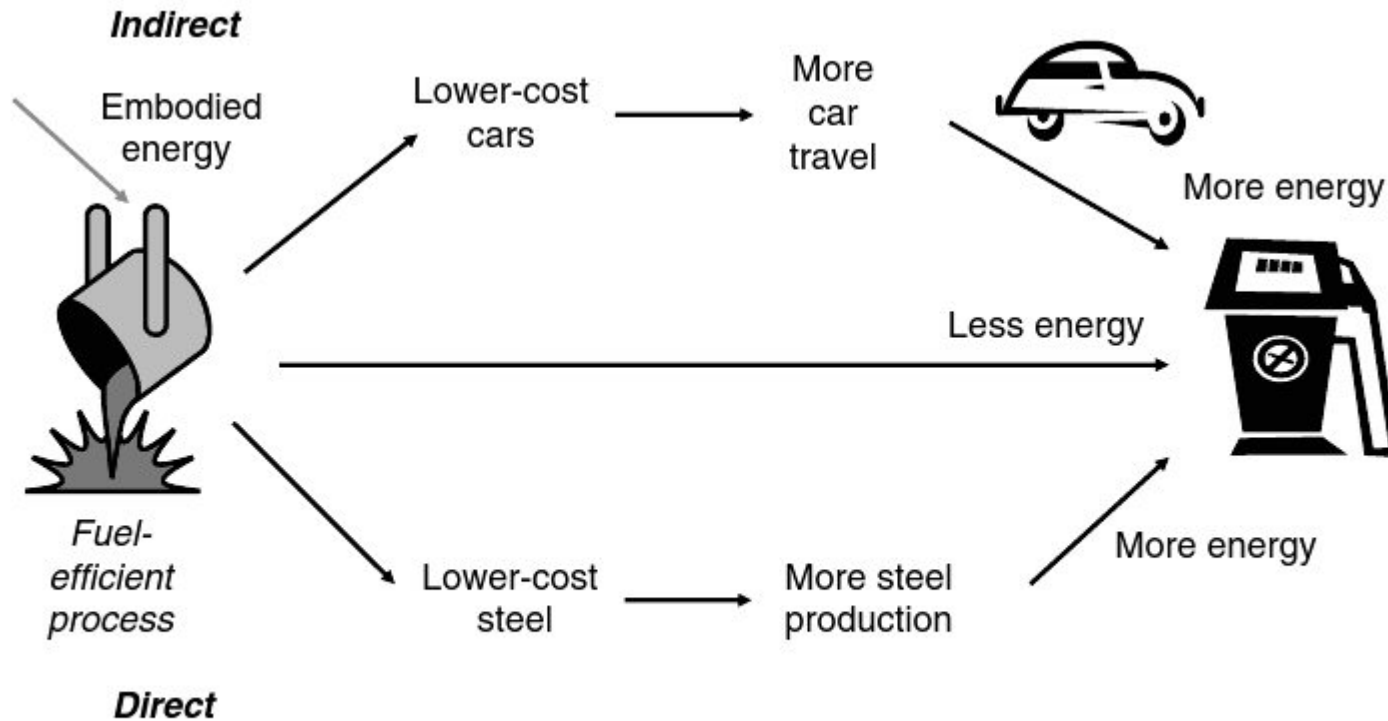 Indirect
Embodied
energy
Lower-cost
cars
More
car
travel
More energy
Less energy
Fuel-
efficient
process
Lower-cost
steel
More steel
production
More energy
Direct